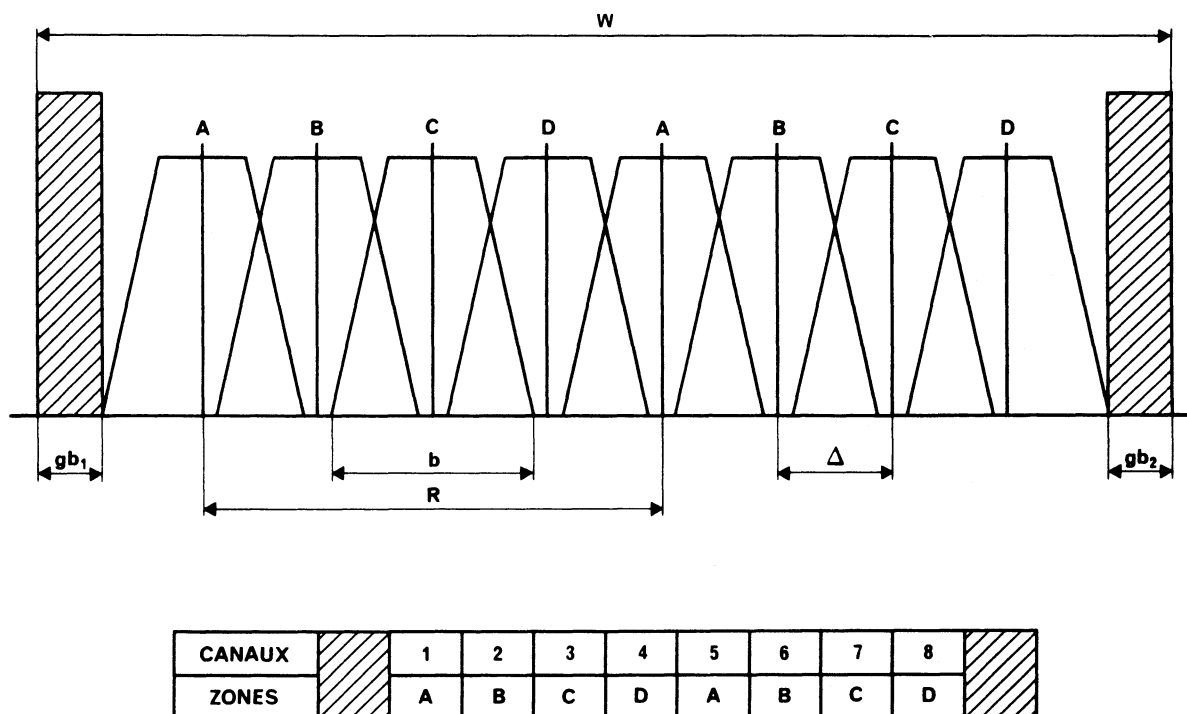 W
A B C D A B C D
gb₁ b Δ gb₂
R
CANAUX 1 2 3 4 5 6 7 8
ZONES A B C D A B C D